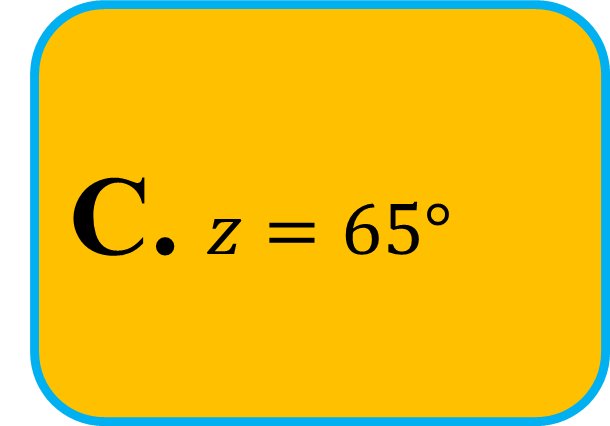 C. z = 65°